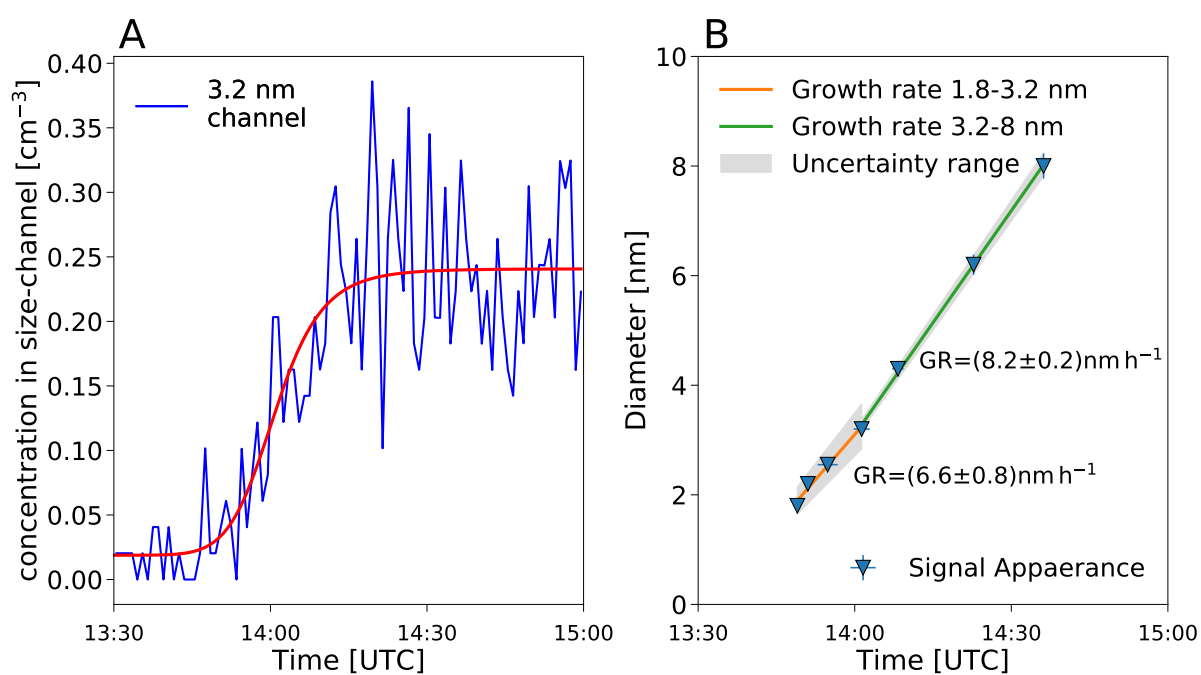 A
0.40
0.35
0.30
0.25
0.20
0.15
0.10
0.05
0.00
concentration in size-channel [cm⁻³]
3.2 nm
channel
13:30
14:00
14:30
15:00
Time [UTC]
B
10
8
6
4
2
0
Diameter [nm]
Growth rate 1.8-3.2 nm
Growth rate 3.2-8 nm
Uncertainty range
GR=(8.2±0.2)nm h⁻¹
GR=(6.6±0.8)nm h⁻¹
Signal Appaerance
13:30
14:00
14:30
15:00
Time [UTC]